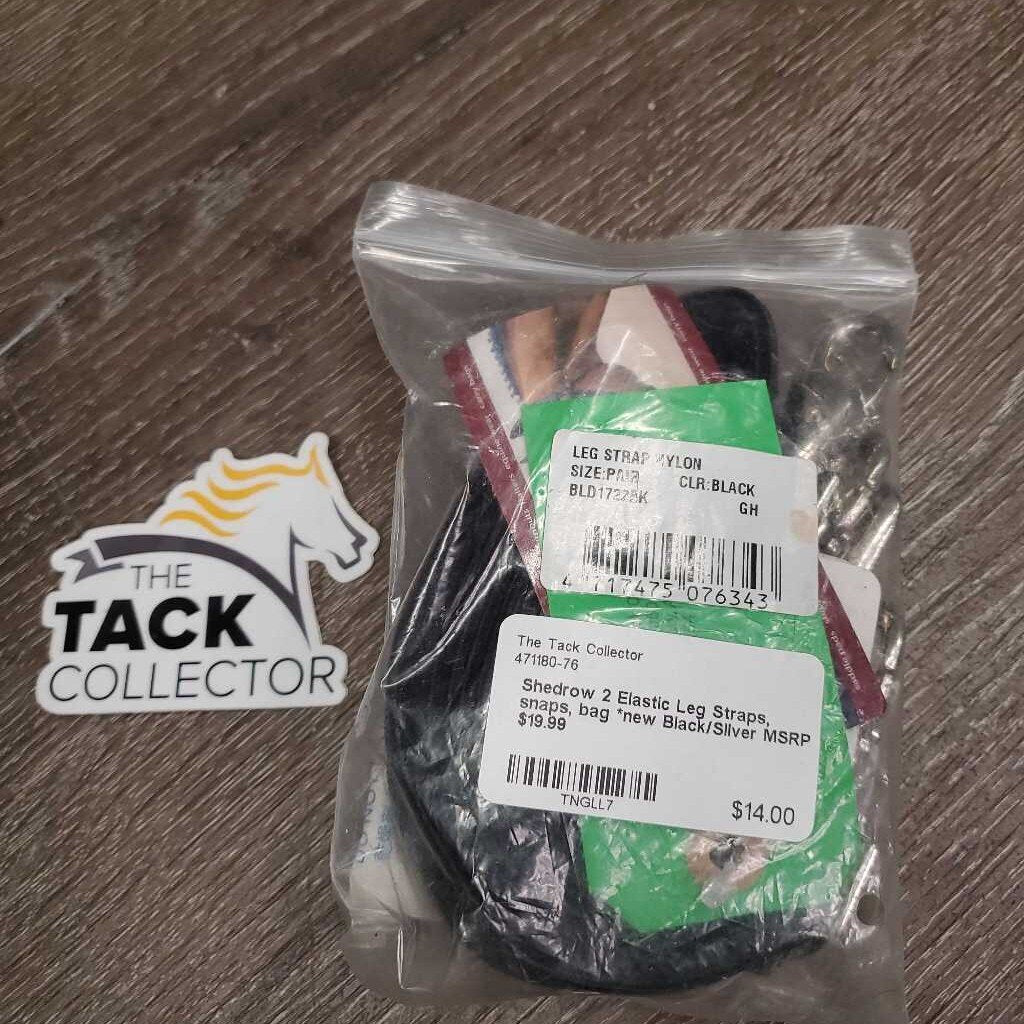 THE
TACK
COLLECTOR
LEG STRAP NYLON
SIZE:PAIR CLR:BLACK
GH
4 717475 076343
The Tack Collector
471180-76
Shedrow 2 Elastic Leg Straps,
snaps, bag *new Black/Silver MSRP
$19.99
TNGLL7
$14.00